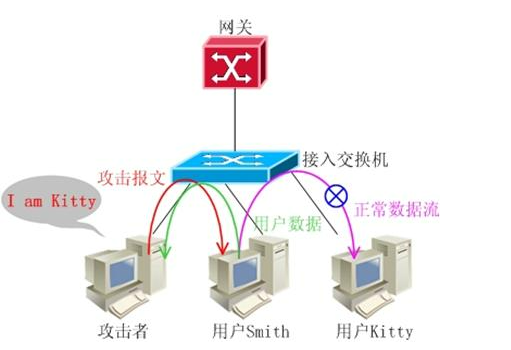 网关
接入交换机
攻击报文
I am Kitty
用户数据
正常数据流
攻击者
用户Smith
用户Kitty